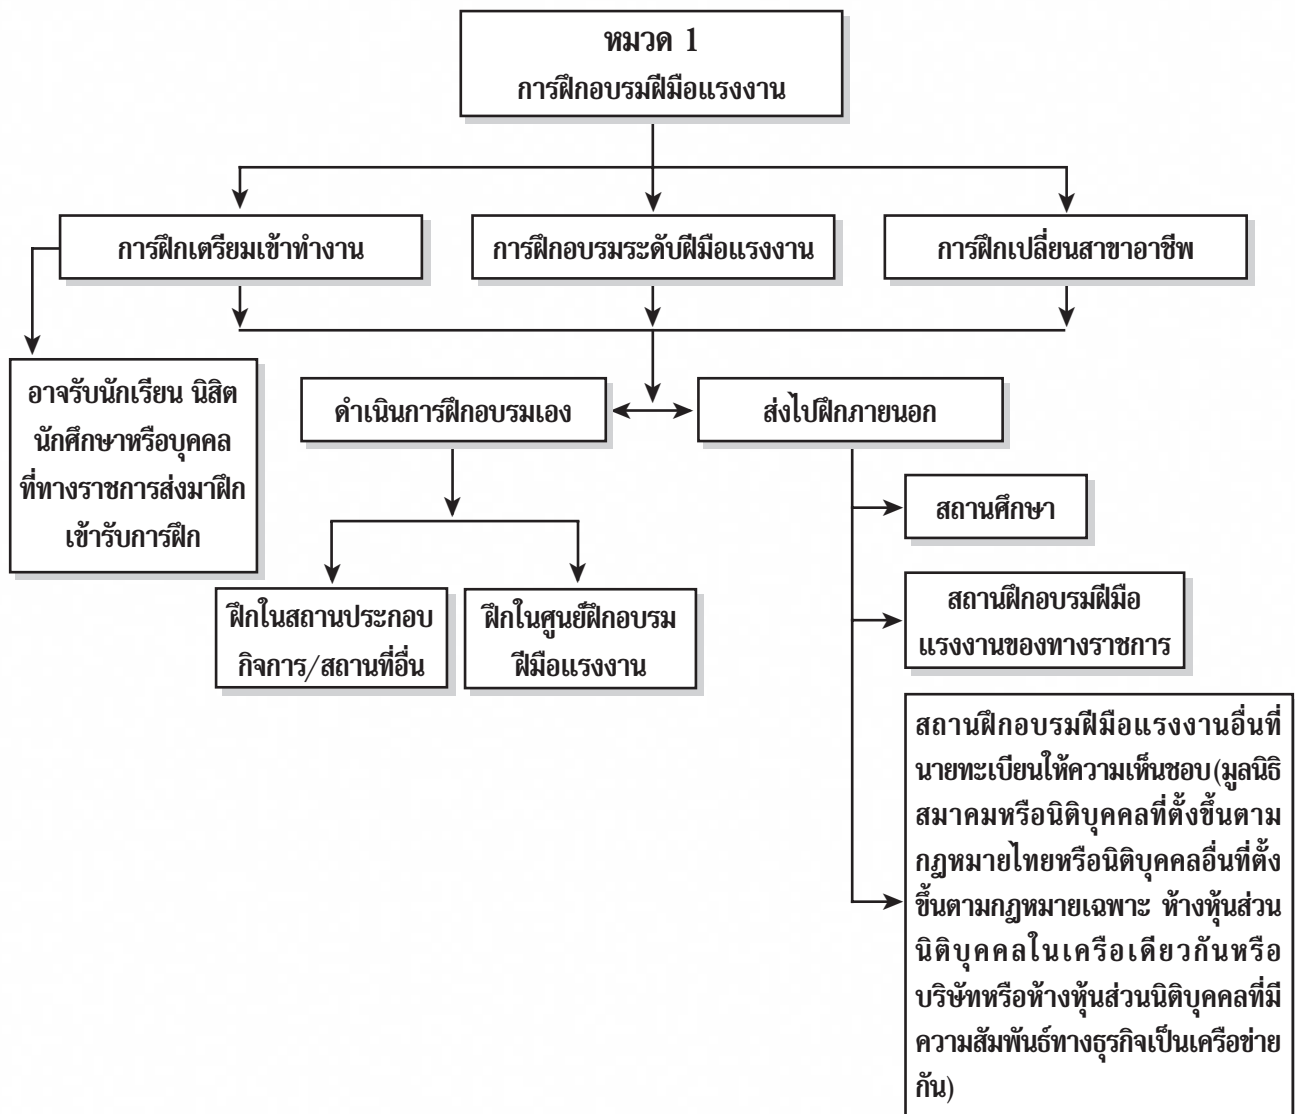 หมวด 1
การฝึกอบรมฝีมือแรงงาน
การฝึกเตรียมเข้าทำงาน
การฝึกอบรมระดับฝีมือแรงงาน
การฝึกเปลี่ยนสาขาอาชีพ
อาจรับนักเรียน นิสิต
นักศึกษาหรือบุคคล
ที่ทางราชการส่งมาฝึก
เข้ารับการฝึก
ดำเนินการฝึกอบรมเอง
ส่งไปฝึกภายนอก
ฝึกในสถานประกอบ
กิจการ/สถานที่อื่น
ฝึกในศูนย์ฝึกอบรม
ฝีมือแรงงาน
สถานศึกษา
สถานฝึกอบรมฝีมือ
แรงงานของทางราชการ
สถานฝึกอบรมฝีมือแรงงานอื่นที่
นายทะเบียนให้ความเห็นชอบ(มูลนิธิ
สมาคมหรือนิติบุคคลที่ตั้งขึ้นตาม
กฎหมายไทยหรือนิติบุคคลอื่นที่ตั้ง
ขึ้นตามกฎหมายเฉพาะ ห้างหุ้นส่วน
นิติบุคคลในเครือเดียวกันหรือ
บริษัทหรือห้างหุ้นส่วนนิติบุคคลที่มี
ความสัมพันธ์ทางธุรกิจเป็นเครือข่าย
กัน)